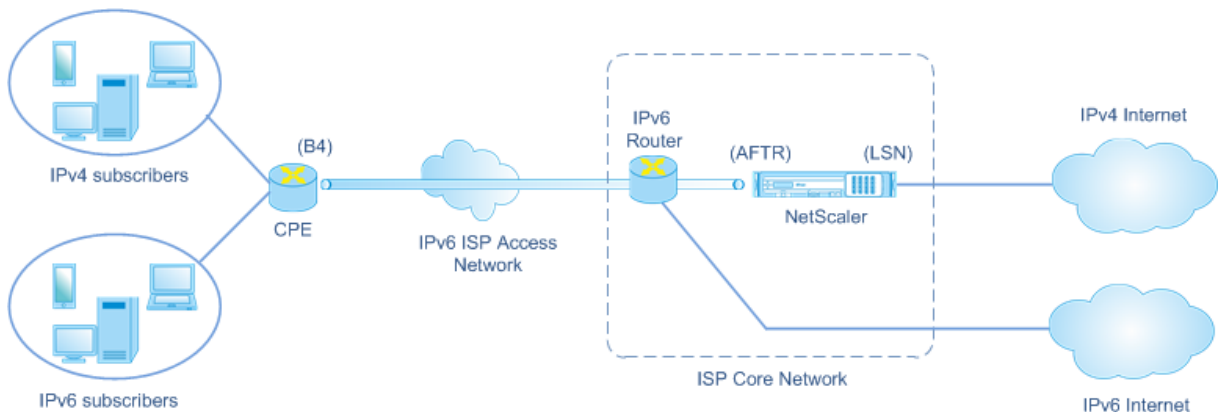 IPv4 subscribers
(B4)
CPE
IPv6 subscribers
IPv6 ISP Access
Network
IPv6
Router
(AFTR)
(LSN)
NetScaler
ISP Core Network
IPv4 Internet
IPv6 Internet